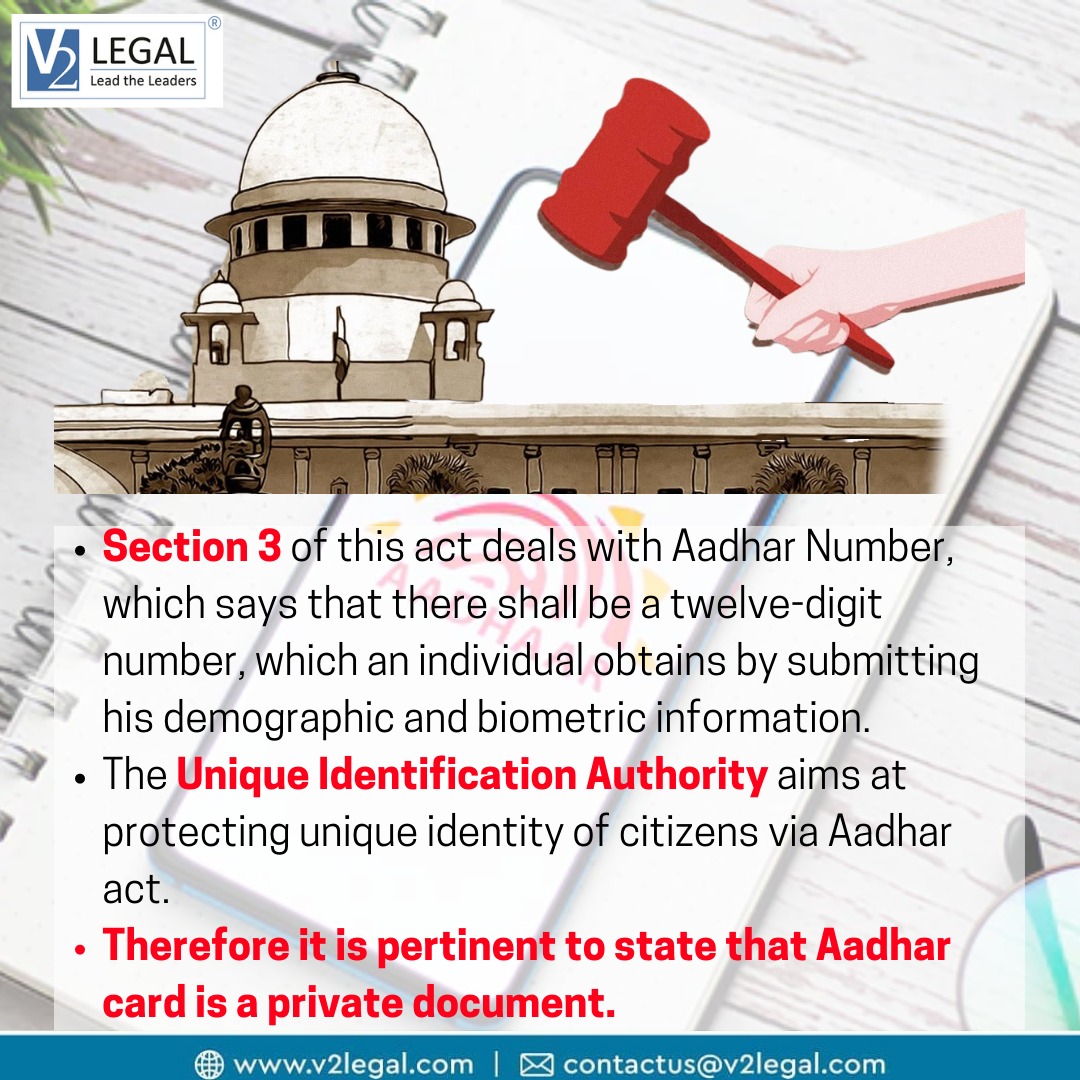 V2 LEGAL ®
Lead the Leaders
• Section 3 of this act deals with Aadhar Number,
which says that there shall be a twelve-digit
number, which an individual obtains by submitting
his demographic and biometric information.
• The Unique Identification Authority aims at
protecting unique identity of citizens via Aadhar
act.
• Therefore it is pertinent to state that Aadhar
card is a private document.
AADHAAR
www.v2legal.com | contactus@v2legal.com